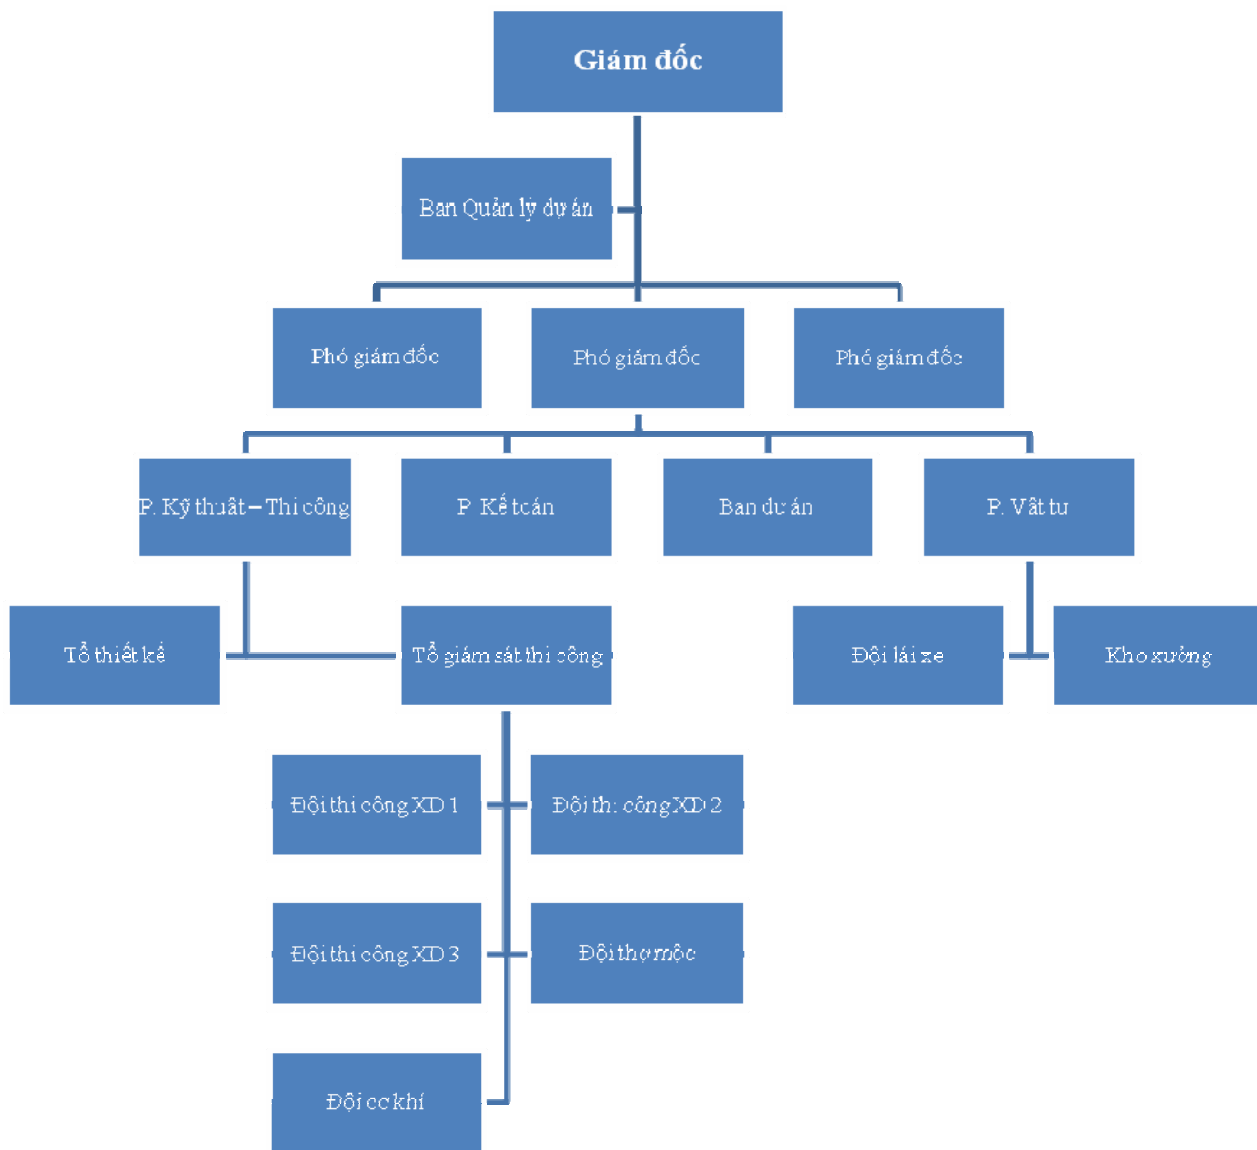 Giám đốc
Ban Quản lý dự án
Phó giám đốc
Phó giám đốc
Phó giám đốc
P. Kỹ thuật – Thi công
P. Kế toán
Ban dự án
P. Vật tư
Tổ thiết kế
Tổ giám sát thi công
Đội lái xe
Kho xưởng
Đội thi công XD 1
Đội thi công XD 2
Đội thi công XD 3
Đội thợ mộc
Đội cơ khí